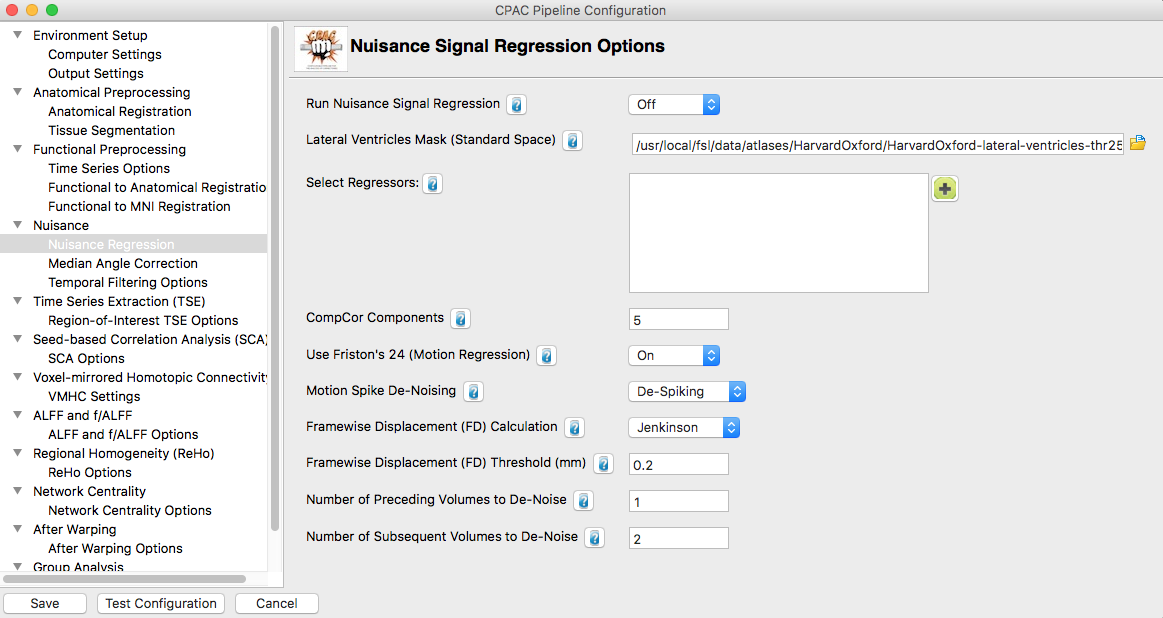 CPAC Pipeline Configuration
Environment Setup
Computer Settings
Output Settings
Anatomical Preprocessing
Anatomical Registration
Tissue Segmentation
Functional Preprocessing
Time Series Options
Functional to Anatomical Registratio
Functional to MNI Registration
Nuisance
Nuisance Regression
Median Angle Correction
Temporal Filtering Options
Time Series Extraction (TSE)
Region-of-Interest TSE Options
Seed-based Correlation Analysis (SCA)
SCA Options
Voxel-mirrored Homotopic Connectivity
VMHC Settings
ALFF and f/ALFF
ALFF and f/ALFF Options
Regional Homogeneity (ReHo)
ReHo Options
Network Centrality
Network Centrality Options
After Warping
After Warping Options
Group Analysis
CPAC
Nuisance Signal Regression Options
Run Nuisance Signal Regression ? Off
Lateral Ventricles Mask (Standard Space) ? /usr/local/fsl/data/atlases/HarvardOxford/HarvardOxford-lateral-ventricles-thr25
Select Regressors: ?
CompCor Components ? 5
Use Friston's 24 (Motion Regression) ? On
Motion Spike De-Noising ? De-Spiking
Framewise Displacement (FD) Calculation ? Jenkinson
Framewise Displacement (FD) Threshold (mm) ? 0.2
Number of Preceding Volumes to De-Noise ? 1
Number of Subsequent Volumes to De-Noise ? 2
Save Test Configuration Cancel